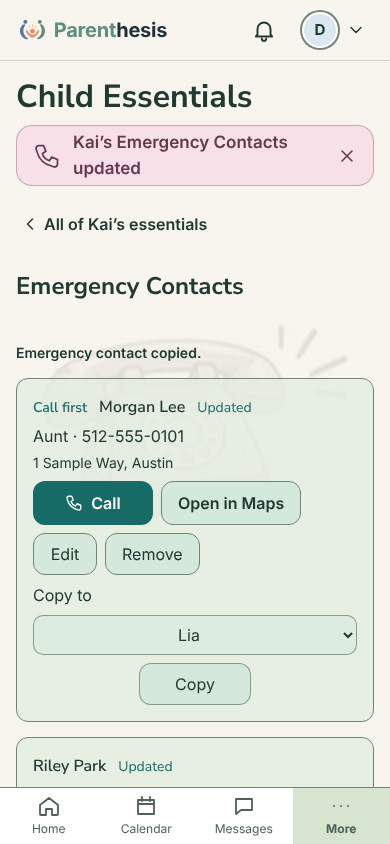 Parenthesis
D
Child Essentials
Kai’s Emergency Contacts
updated
All of Kai’s essentials
Emergency Contacts
Emergency contact copied.
Call first Morgan Lee Updated
Aunt · 512-555-0101
1 Sample Way, Austin
Call Open in Maps
Edit Remove
Copy to
Lia
Copy
Riley Park Updated
Home Calendar Messages More